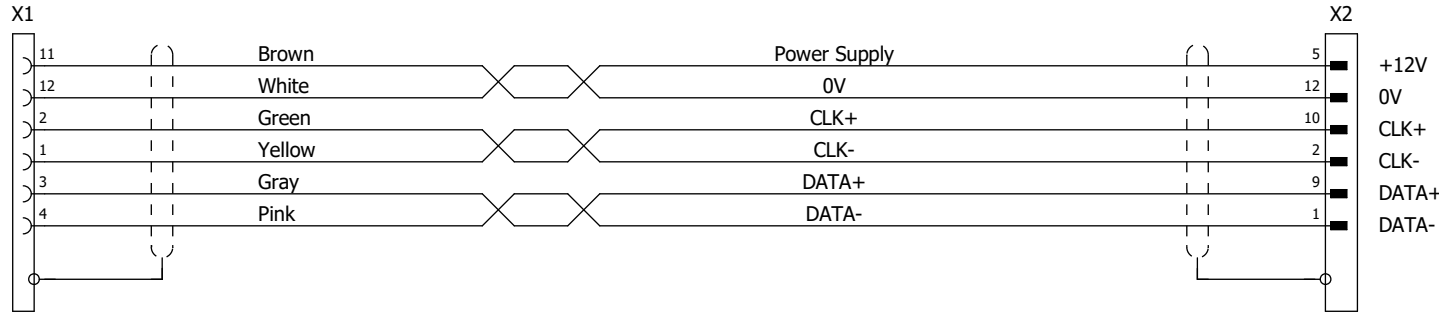 X1 X2
11 Brown Power Supply 5 +12V
12 White 0V 12 0V
2 Green CLK+ 10 CLK+
1 Yellow CLK- 2 CLK-
3 Gray DATA+ 9 DATA+
4 Pink DATA- 1 DATA-